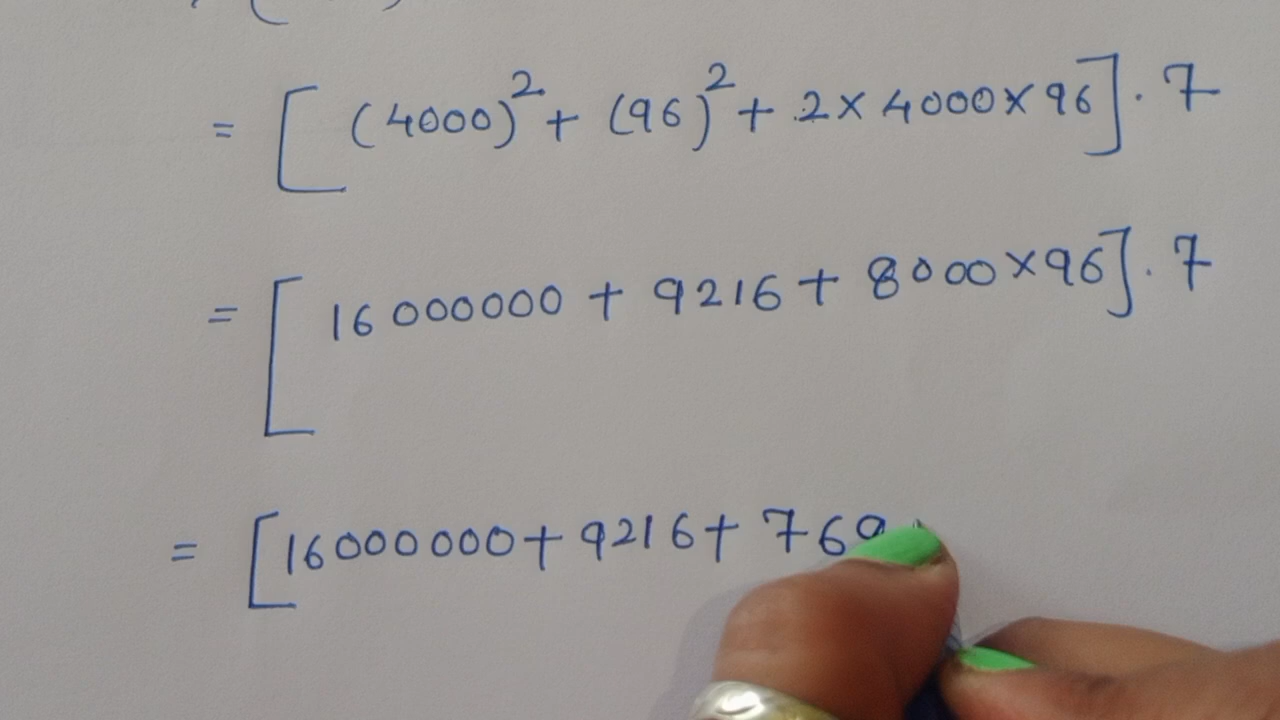 = [(4000)² + (96)² + 2 × 4000 × 96] . 7
= [16000000 + 9216 + 8000 × 96] . 7
= [16000000 + 9216 + 76